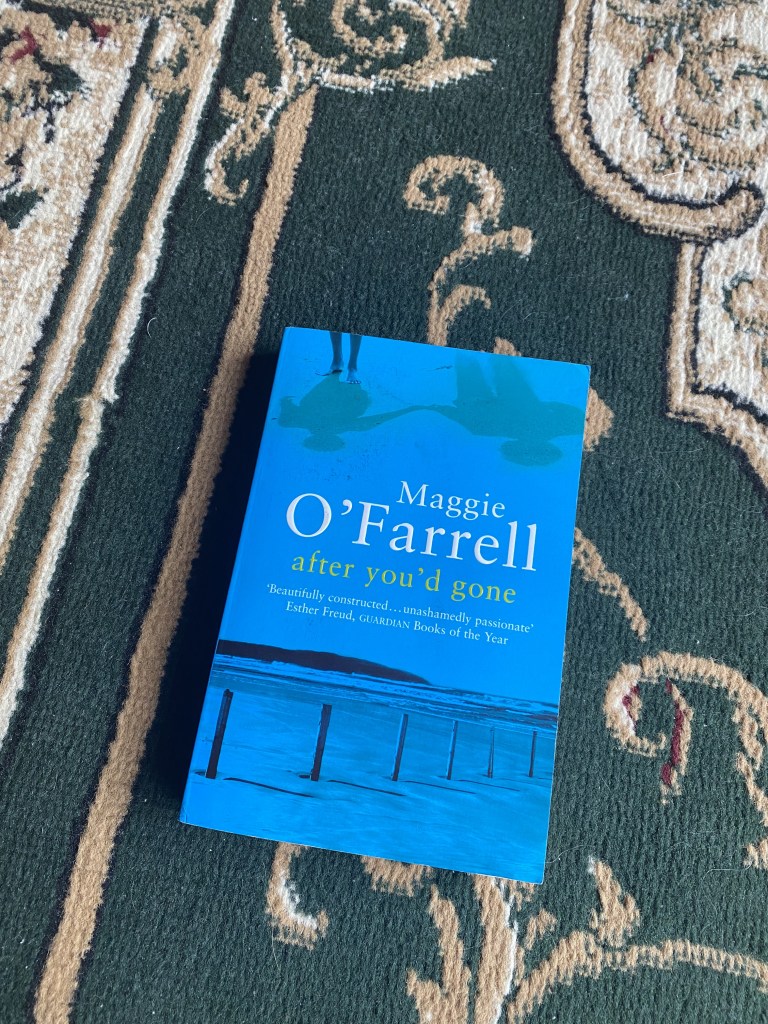 Maggie
O'Farrell
after you'd gone
'Beautifully constructed...unashamedly passionate'
Esther Freud, GUARDIAN Books of the Year